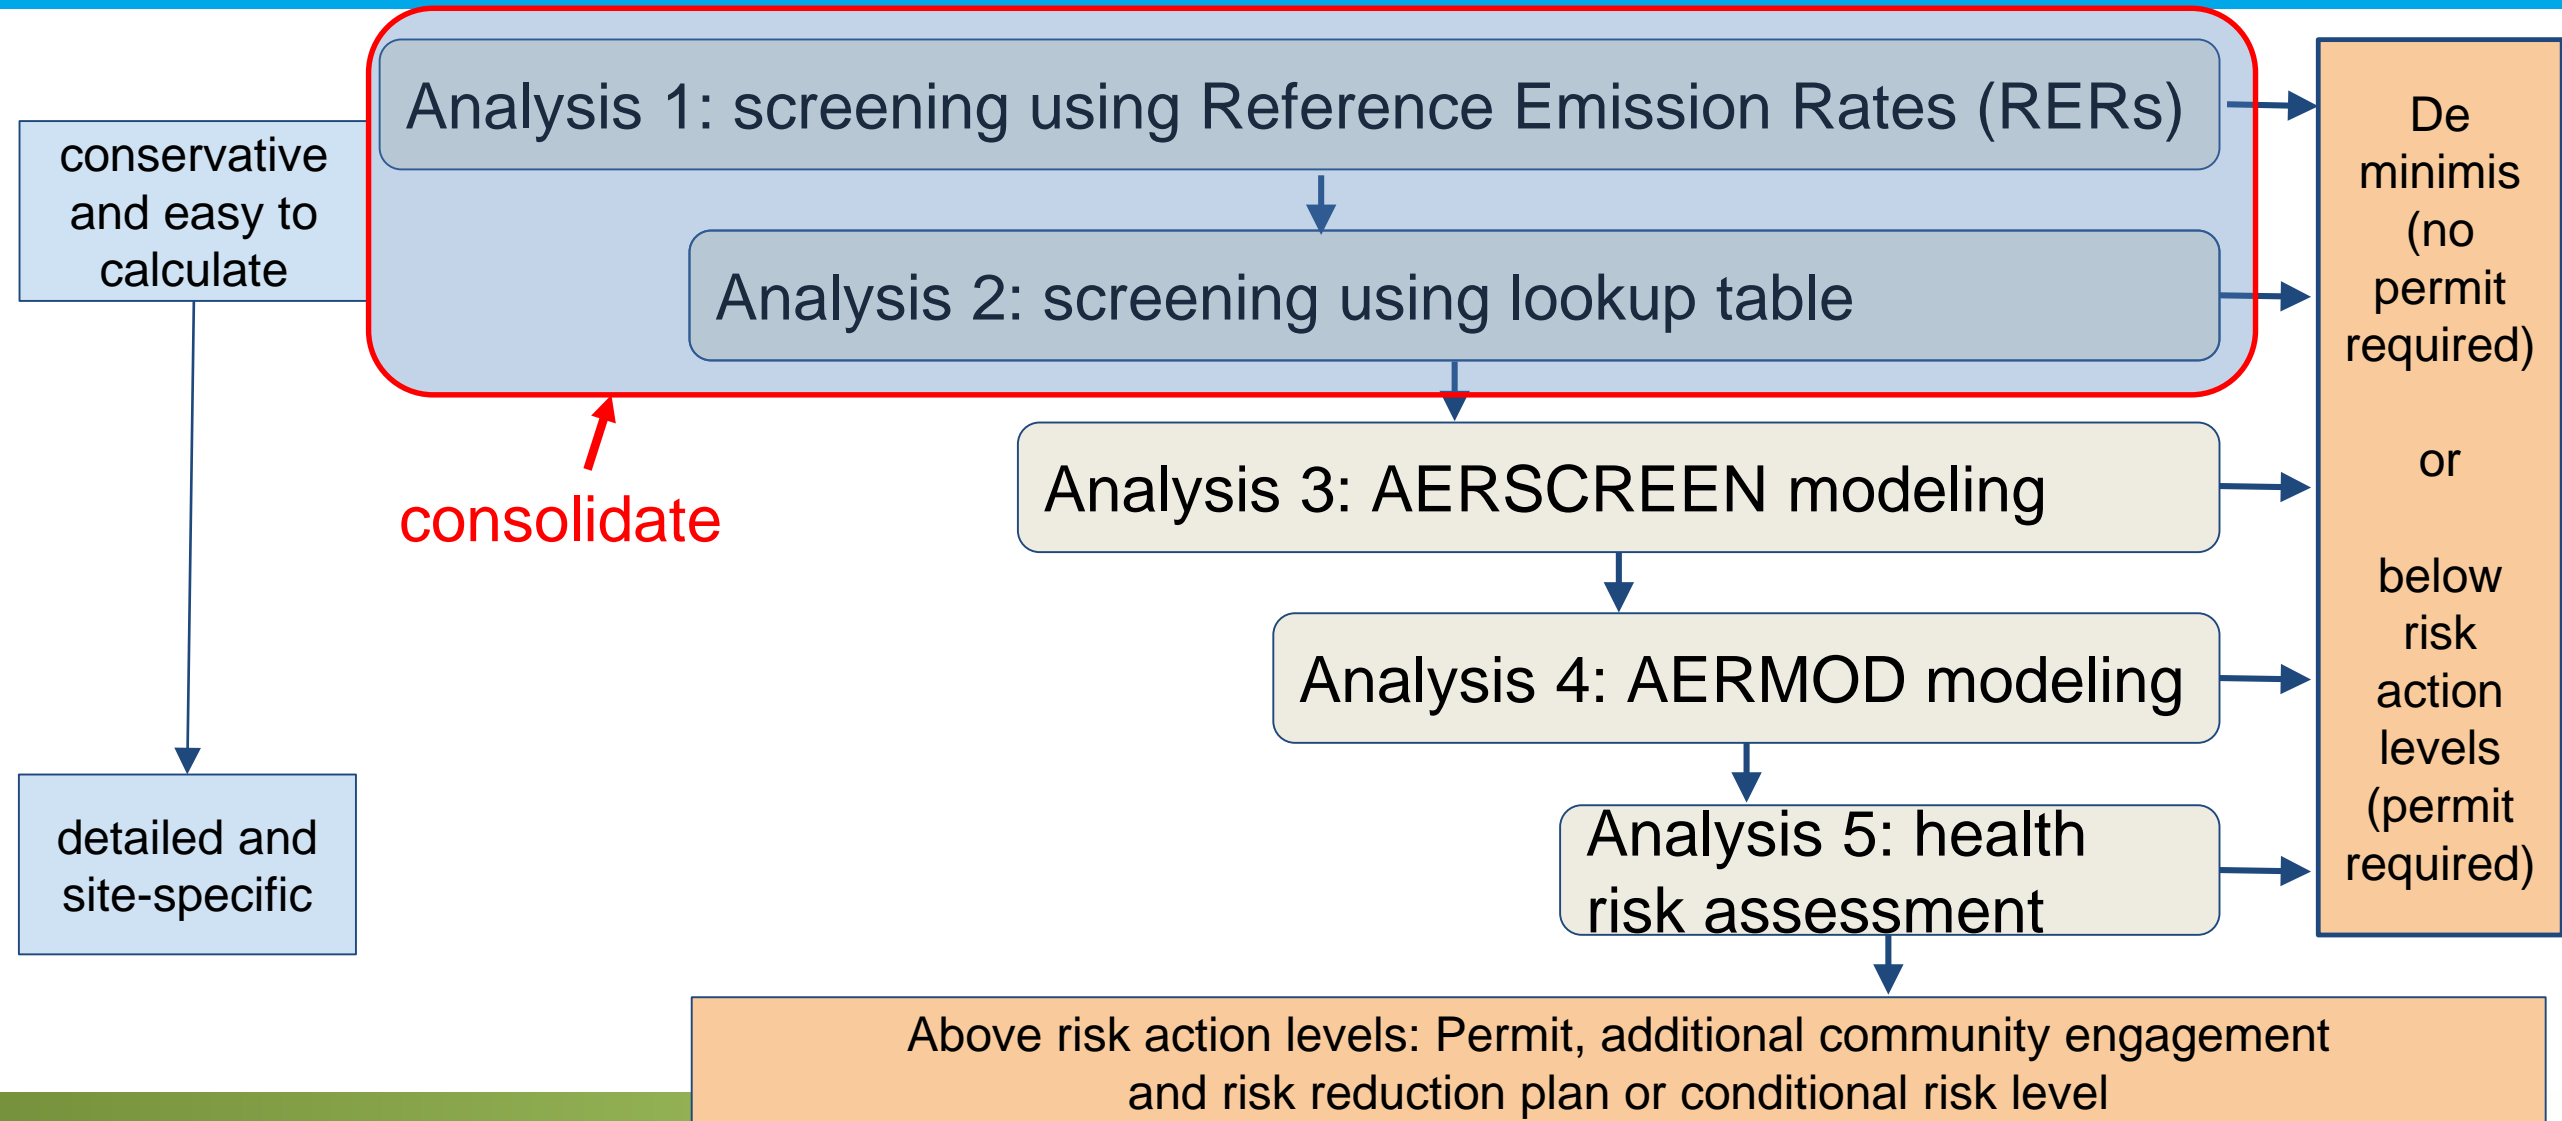 Analysis 1: screening using Reference Emission Rates (RERs)
conservative
and easy to
calculate
Analysis 2: screening using lookup table
consolidate
Analysis 3: AERSCREEN modeling
Analysis 4: AERMOD modeling
Analysis 5: health
risk assessment
detailed and
site-specific
De
minimis
(no
permit
required)
or
below
risk
action
levels
(permit
required)
Above risk action levels: Permit, additional community engagement
and risk reduction plan or conditional risk level